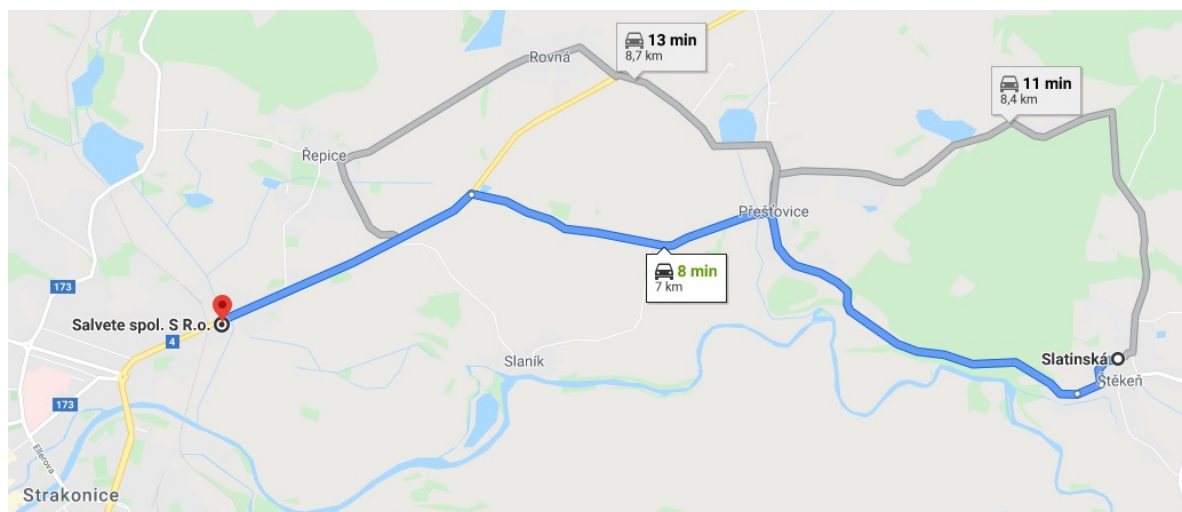 13 min
8,7 km
Rovná
11 min
8,4 km
Řepice
Přešťovice
8 min
7 km
173
Salvete spol. S R.o.
4
Slaník
Slatinská
Štěkeň
173
Ellerova
Strakonice